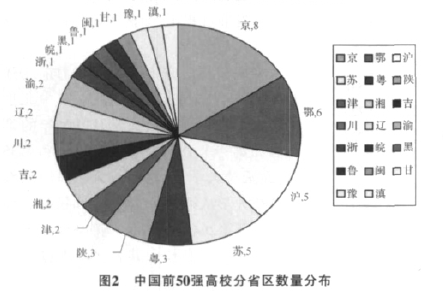 京,8
鄂,6
沪,5
苏,5
粤,3
陕,3
津,2
湘,2
吉,2
川,2
辽,2
渝,2
浙,1
皖,1
黑,1
鲁,1
闽,1
甘,1
豫,1
滇,1
京 鄂 沪
苏 粤 陕
津 湘 吉
川 辽 渝
浙 皖 黑
鲁 闽 甘
豫 滇
图2 中国前50强高校分省区数量分布